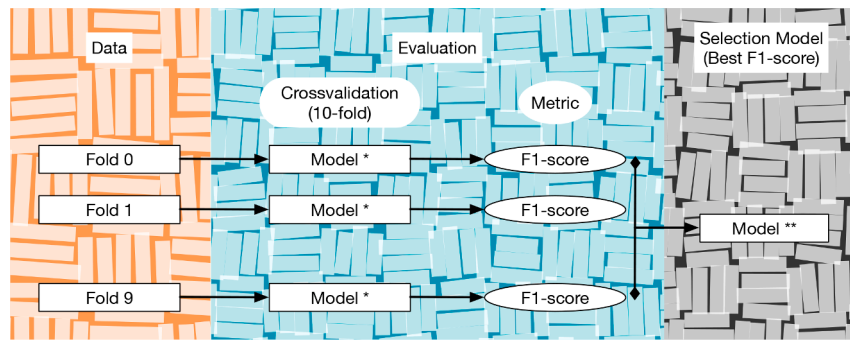 Data
Evaluation
Selection Model
(Best F1-score)
Crossvalidation
(10-fold)
Metric
Fold 0
Model *
F1-score
Fold 1
Model *
F1-score
Model **
Fold 9
Model *
F1-score